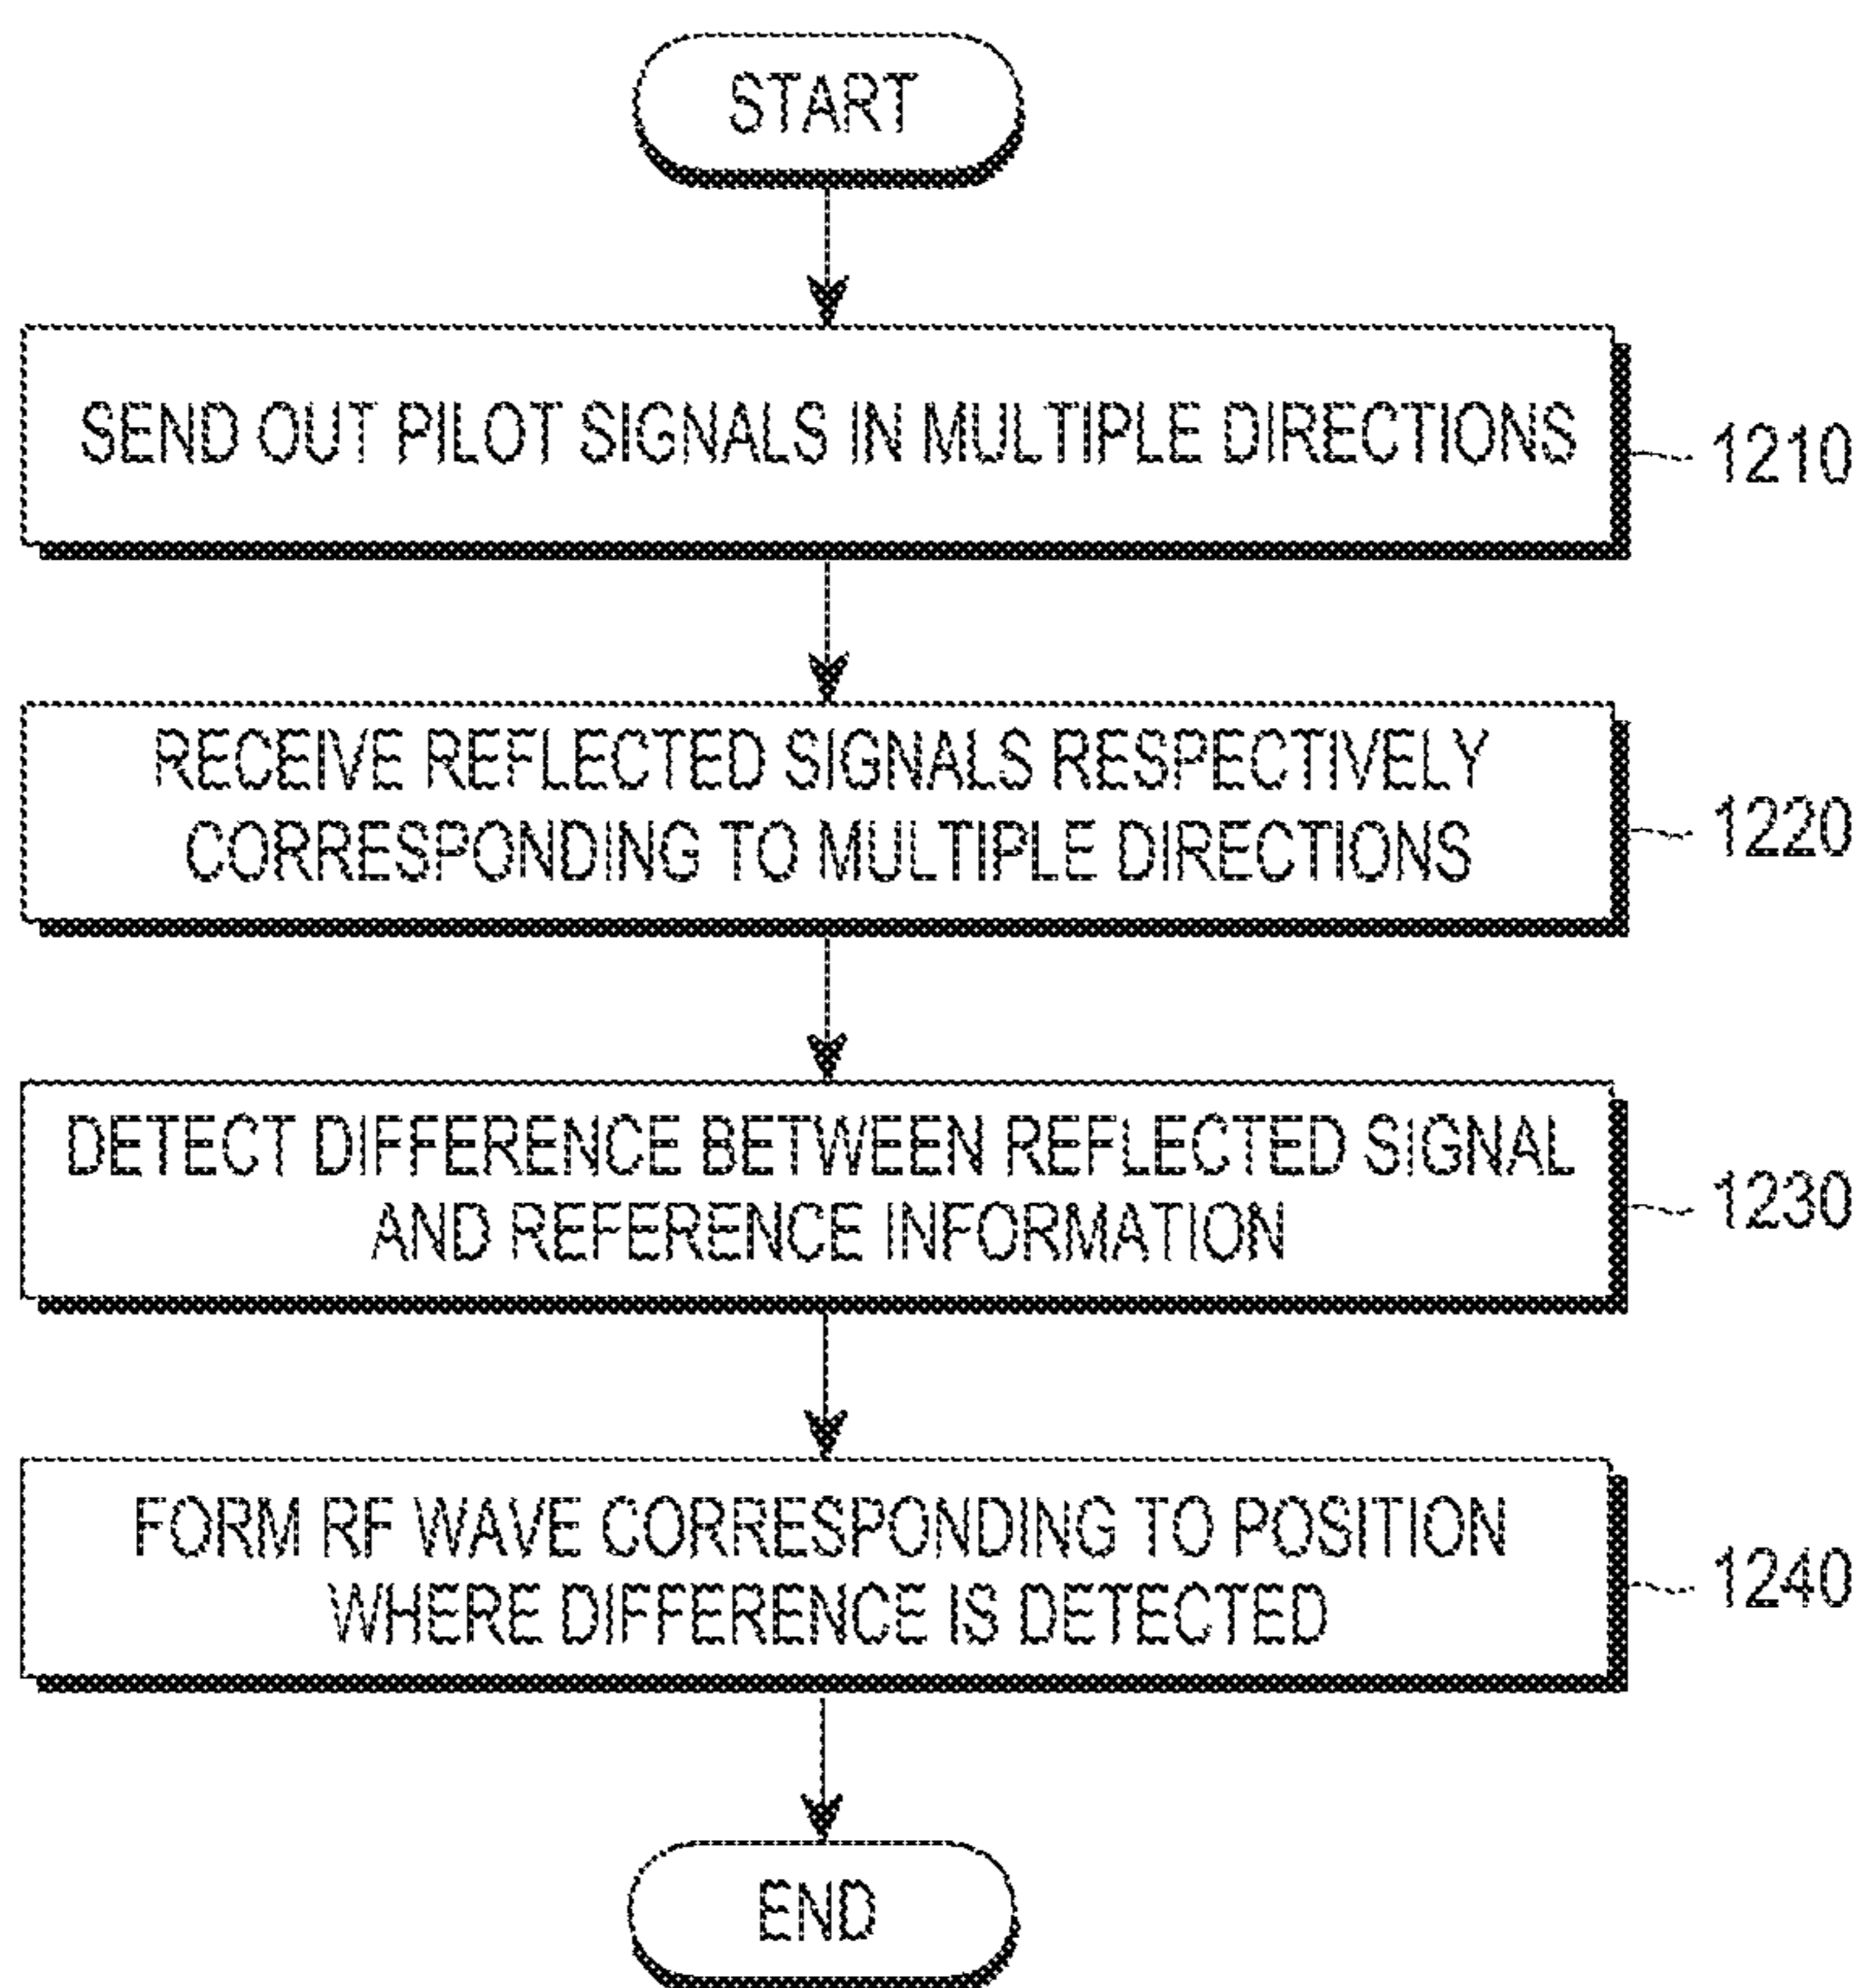 START
SEND OUT PILOT SIGNALS IN MULTIPLE DIRECTIONS
1210
RECEIVE REFLECTED SIGNALS RESPECTIVELY
CORRESPONDING TO MULTIPLE DIRECTIONS
1220
DETECT DIFFERENCE BETWEEN REFLECTED SIGNAL
AND REFERENCE INFORMATION
1230
FORM RF WAVE CORRESPONDING TO POSITION
WHERE DIFFERENCE IS DETECTED
1240
END